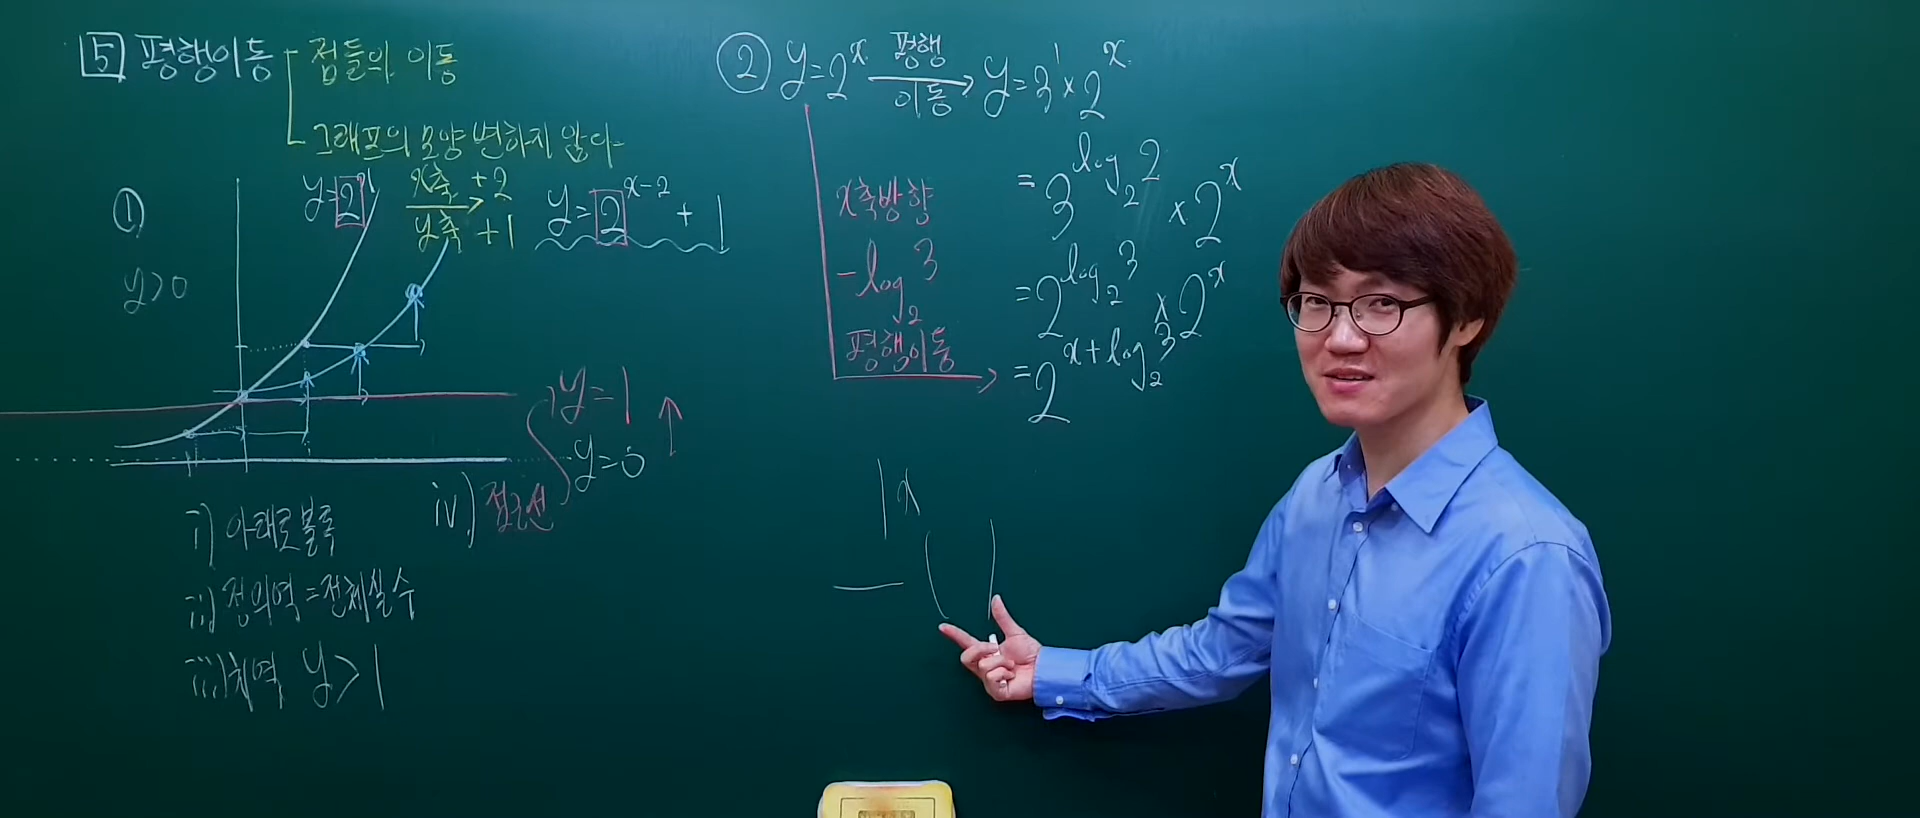 5 평행이동
점들의 이동
그래프의 모양 변하지 않다
① y>0
y=2^x
x축 +2
y축 +1
y=2^(x-2)+1
y=1
y=0
i) 아래로볼록
ii) 정의역=전체실수
iii) 치역 y>1
iv) 점근선
② y=2^x 평행이동 y=3^1×2^x
=3^(log_2 2)×2^x
=2^(log_2 3)×2^x
=2^(x+log_2 3)
x축방향
-log_2 3
평행이동
x